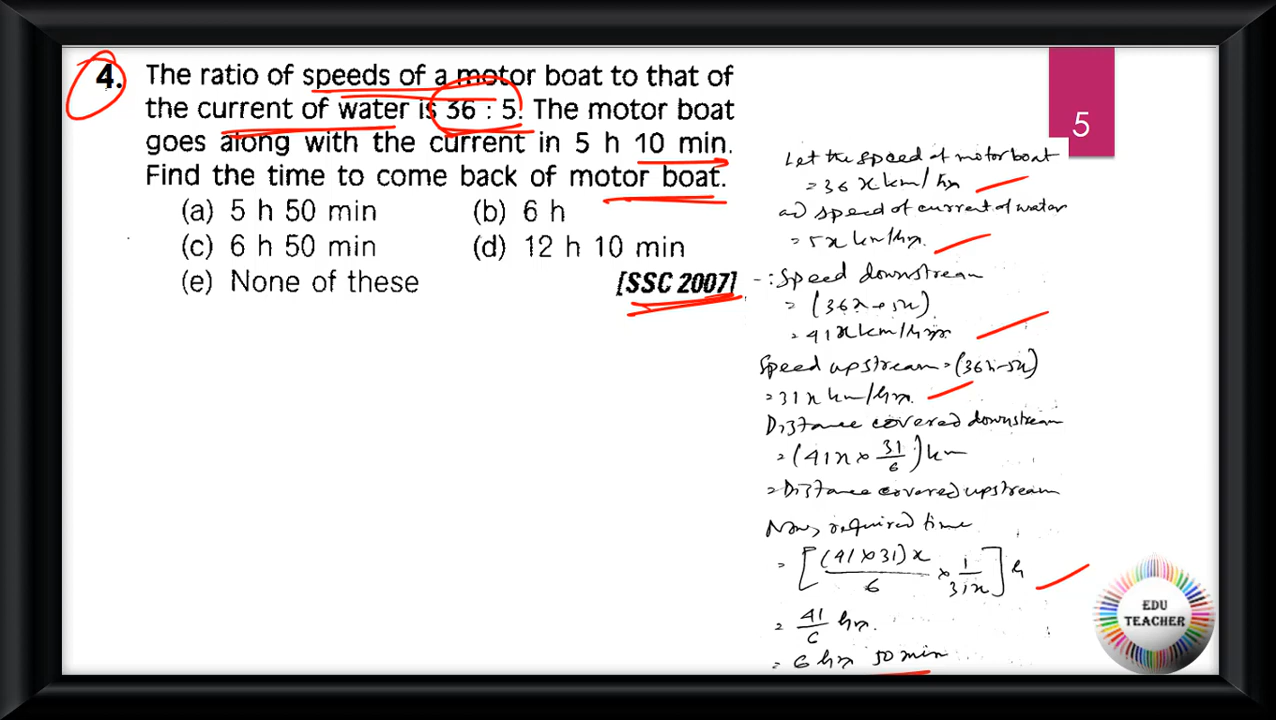 4. The ratio of speeds of a motor boat to that of
the current of water is 36 : 5. The motor boat
goes along with the current in 5 h 10 min.
Find the time to come back of motor boat.
(a) 5 h 50 min (b) 6 h
(c) 6 h 50 min (d) 12 h 10 min
(e) None of these [SSC 2007]
5
Let the speed of motor boat
= 36 x km/hr
and speed of current of water
= 5x km/hr.
∴ Speed downstream
= (36x + 5x)
= 41x km/hr.
Speed upstream = (36x-5x)
= 31x km/hr.
Distance covered downstream
= (41x × 31/6) km
= Distance covered upstream
Now, required time
= [(41×31)x/6 × 1/31x] h
= 41/6 hr.
= 6 hr 50 min
EDU
TEACHER